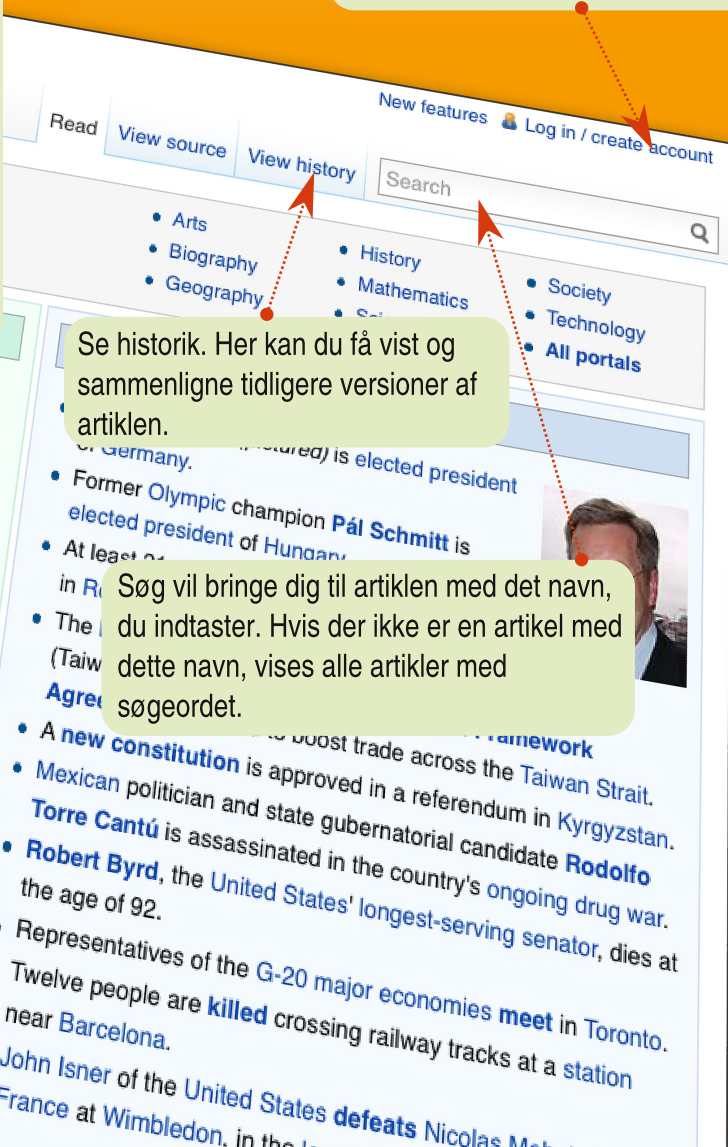 New features Log in / create account
Read View source View history Search
Arts
Biography
Geography
History
Mathematics
Society
Technology
All portals
Se historik. Her kan du få vist og
sammenligne tidligere versioner af
artiklen.
is elected president
of Germany.
Former Olympic champion Pál Schmitt is
elected president of Hungary.
At least
in
Søg vil bringe dig til artiklen med det navn,
du indtaster. Hvis der ikke er en artikel med
dette navn, vises alle artikler med
søgeordet.
The
(Taiw
Agree Framework
to boost trade across the Taiwan Strait.
A new constitution is approved in a referendum in Kyrgyzstan.
Mexican politician and state gubernatorial candidate Rodolfo
Torre Cantú is assassinated in the country's ongoing drug war.
Robert Byrd, the United States' longest-serving senator, dies at
the age of 92.
Representatives of the G-20 major economies meet in Toronto.
Twelve people are killed crossing railway tracks at a station
near Barcelona.
John Isner of the United States defeats Nicolas
France at Wimbledon, in the